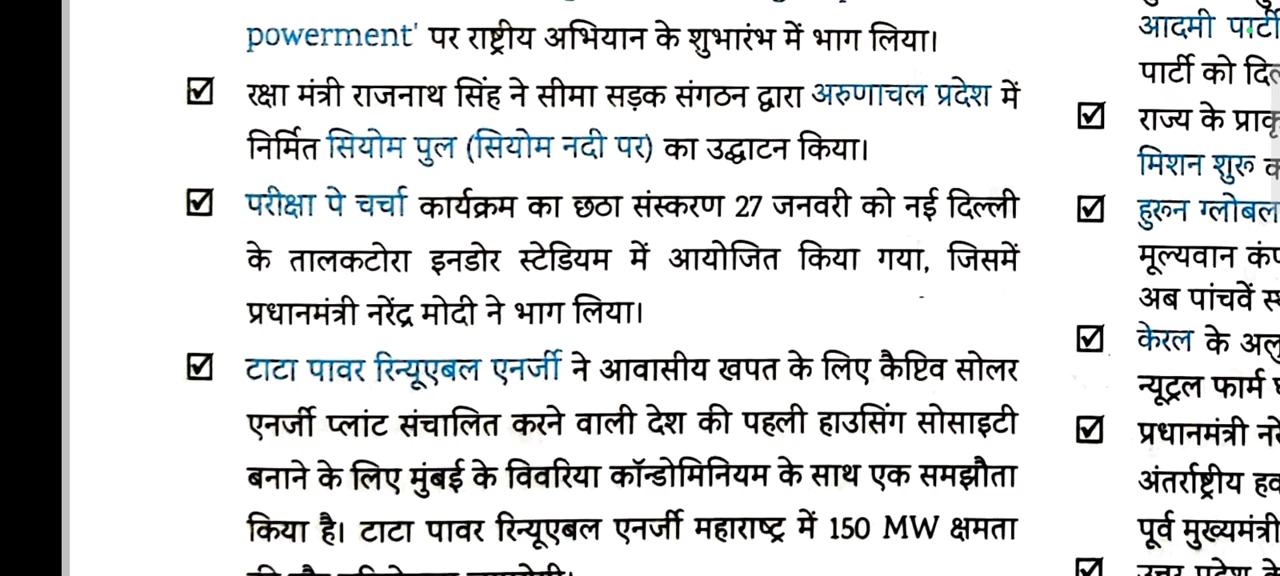 powerment' पर राष्ट्रीय अभियान के शुभारंभ में भाग लिया।
रक्षा मंत्री राजनाथ सिंह ने सीमा सड़क संगठन द्वारा अरुणाचल प्रदेश में
निर्मित सियोम पुल (सियोम नदी पर) का उद्घाटन किया।
परीक्षा पे चर्चा कार्यक्रम का छठा संस्करण 27 जनवरी को नई दिल्ली
के तालकटोरा इनडोर स्टेडियम में आयोजित किया गया, जिसमें
प्रधानमंत्री नरेंद्र मोदी ने भाग लिया।
टाटा पावर रिन्यूएबल एनर्जी ने आवासीय खपत के लिए कैप्टिव सोलर
एनर्जी प्लांट संचालित करने वाली देश की पहली हाउसिंग सोसाइटी
बनाने के लिए मुंबई के विवरिया कॉन्डोमिनियम के साथ एक समझौता
किया है। टाटा पावर रिन्यूएबल एनर्जी महाराष्ट्र में 150 MW क्षमता
आदमी पार्टी
पार्टी को
राज्य के
मिशन शुरू
हुरून ग्लोबल
मूल्यवान
अब पांचवें
केरल के
न्यूट्रल फार्म
प्रधानमंत्री
अंतर्राष्ट्रीय
पूर्व मुख्यमंत्री